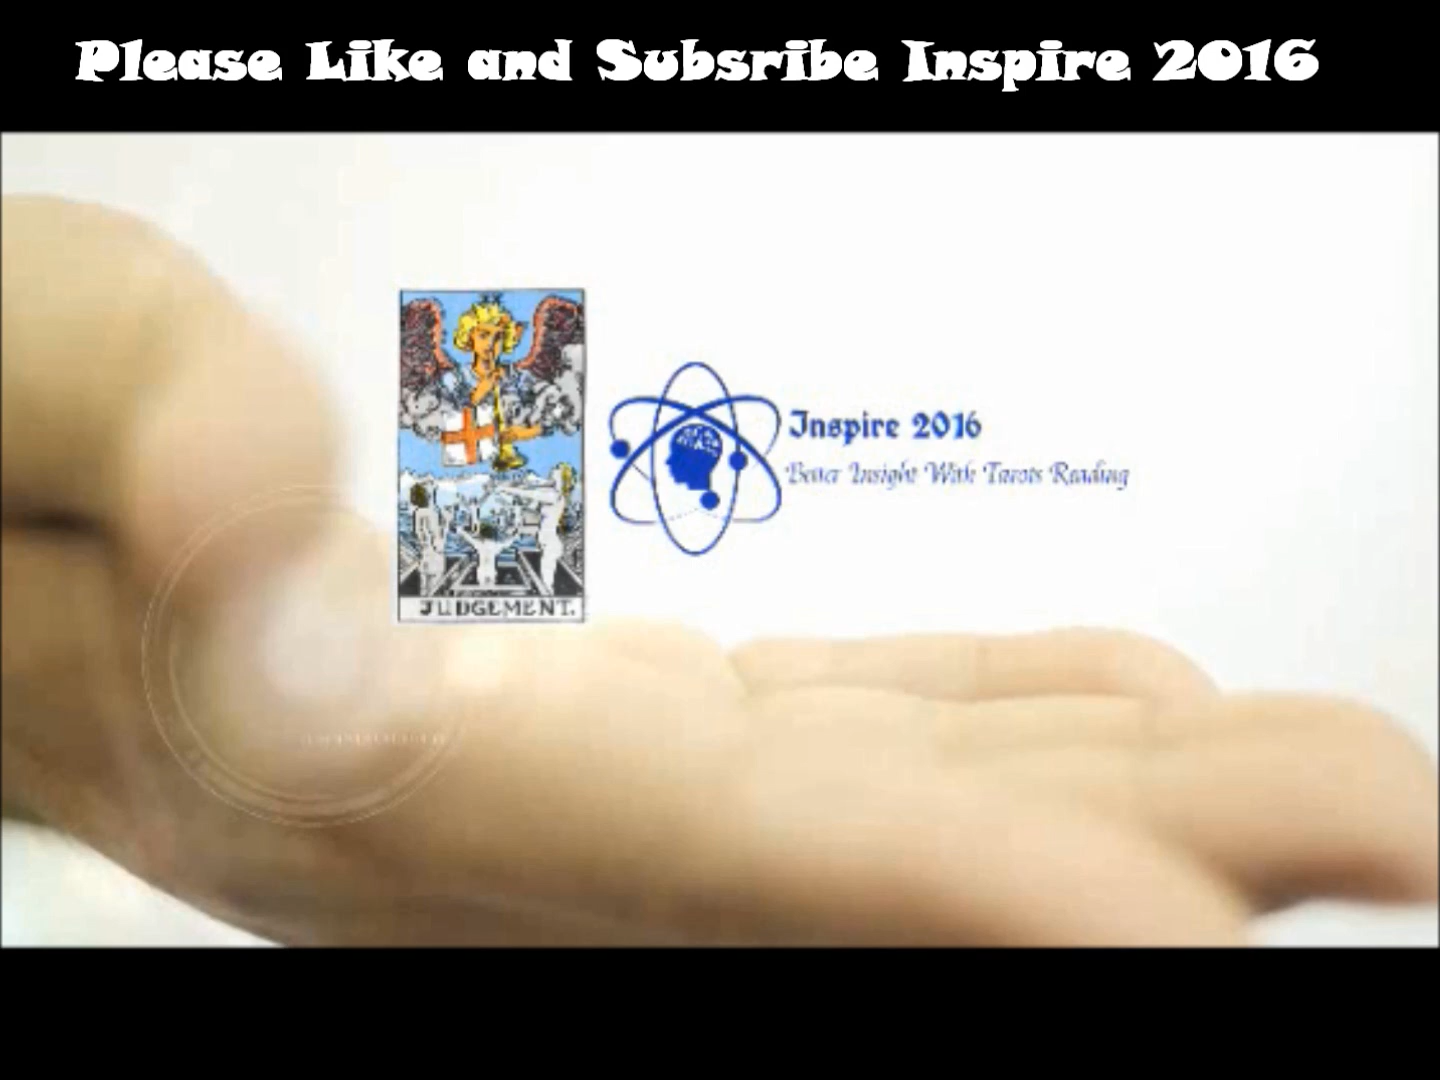 Please Like and Subsribe Inspire 2016
JUDGEMENT.
Inspire 2016
Better Insight With Tarots Reading